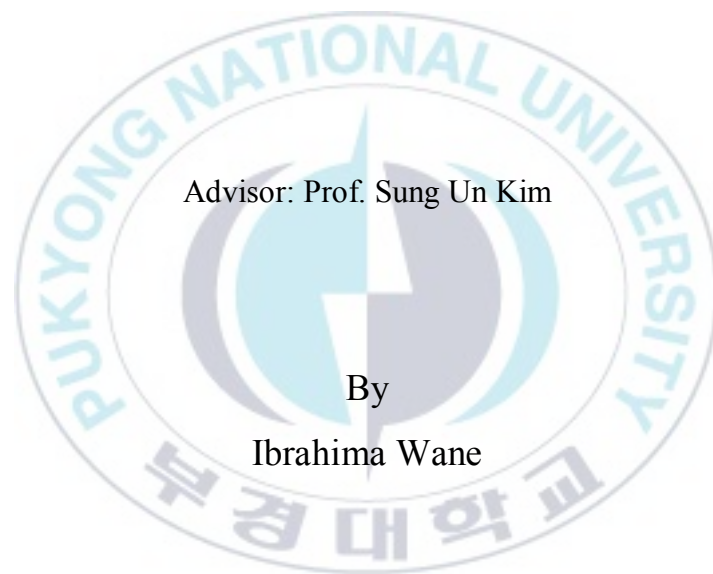 PUKYONG NATIONAL UNIVERSITY
Advisor: Prof. Sung Un Kim
By
Ibrahima Wane
부경대학교